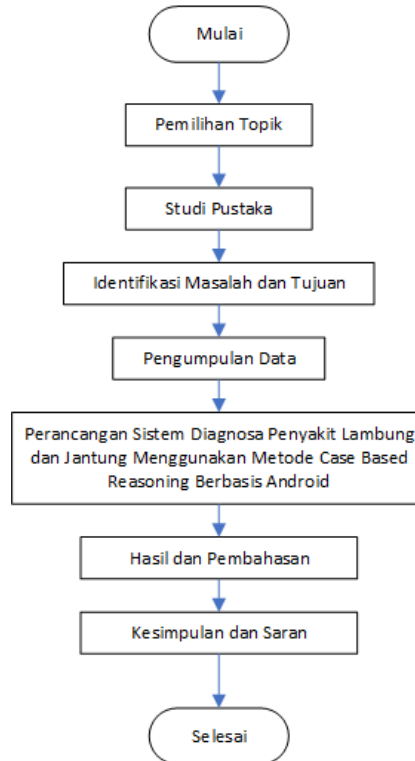 Mulai
Pemilihan Topik
Studi Pustaka
Identifikasi Masalah dan Tujuan
Pengumpulan Data
Perancangan Sistem Diagnosa Penyakit Lambung
dan Jantung Menggunakan Metode Case Based
Reasoning Berbasis Android
Hasil dan Pembahasan
Kesimpulan dan Saran
Selesai